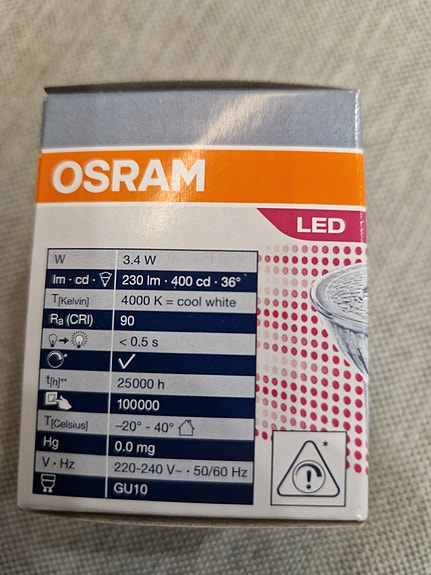 OSRAM
LED
W 3.4 W
lm · cd · 230 lm · 400 cd · 36°
T[Kelvin] 4000 K = cool white
Ra (CRI) 90
< 0.5 s
✓
t[h]** 25000 h
100000
T[Celsius] –20° - 40°
Hg 0.0 mg
V · Hz 220-240 V~ · 50/60 Hz
GU10
! *